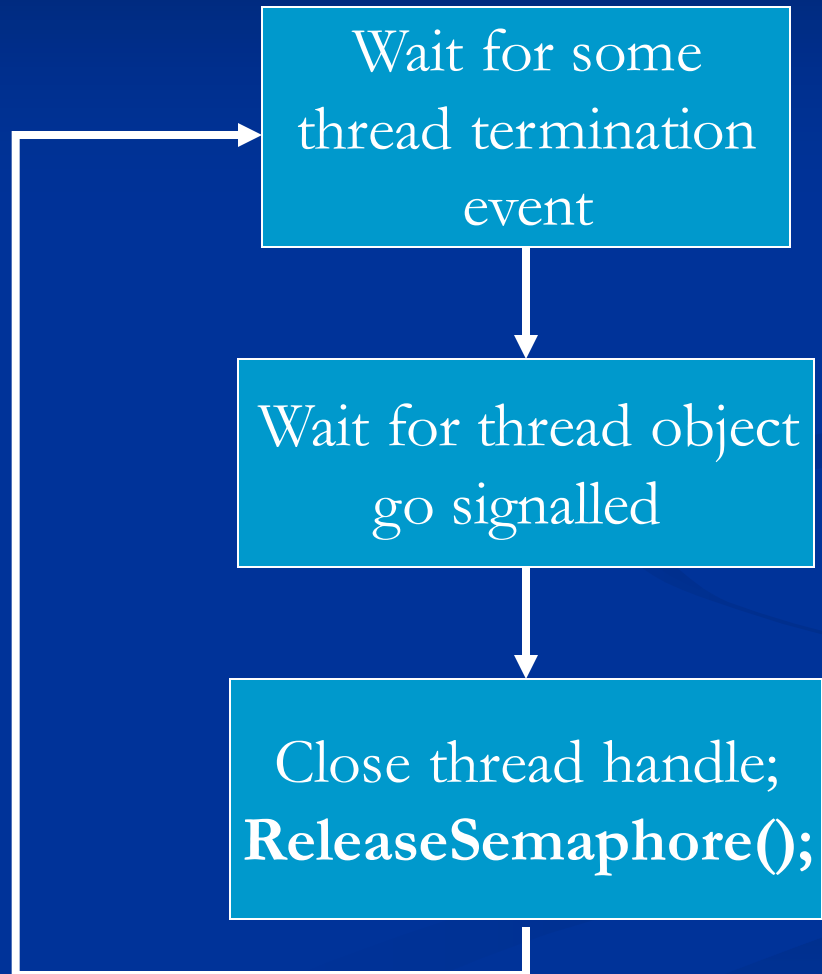 Wait for some
thread termination
event
Wait for thread object
go signalled
Close thread handle;
ReleaseSemaphore();